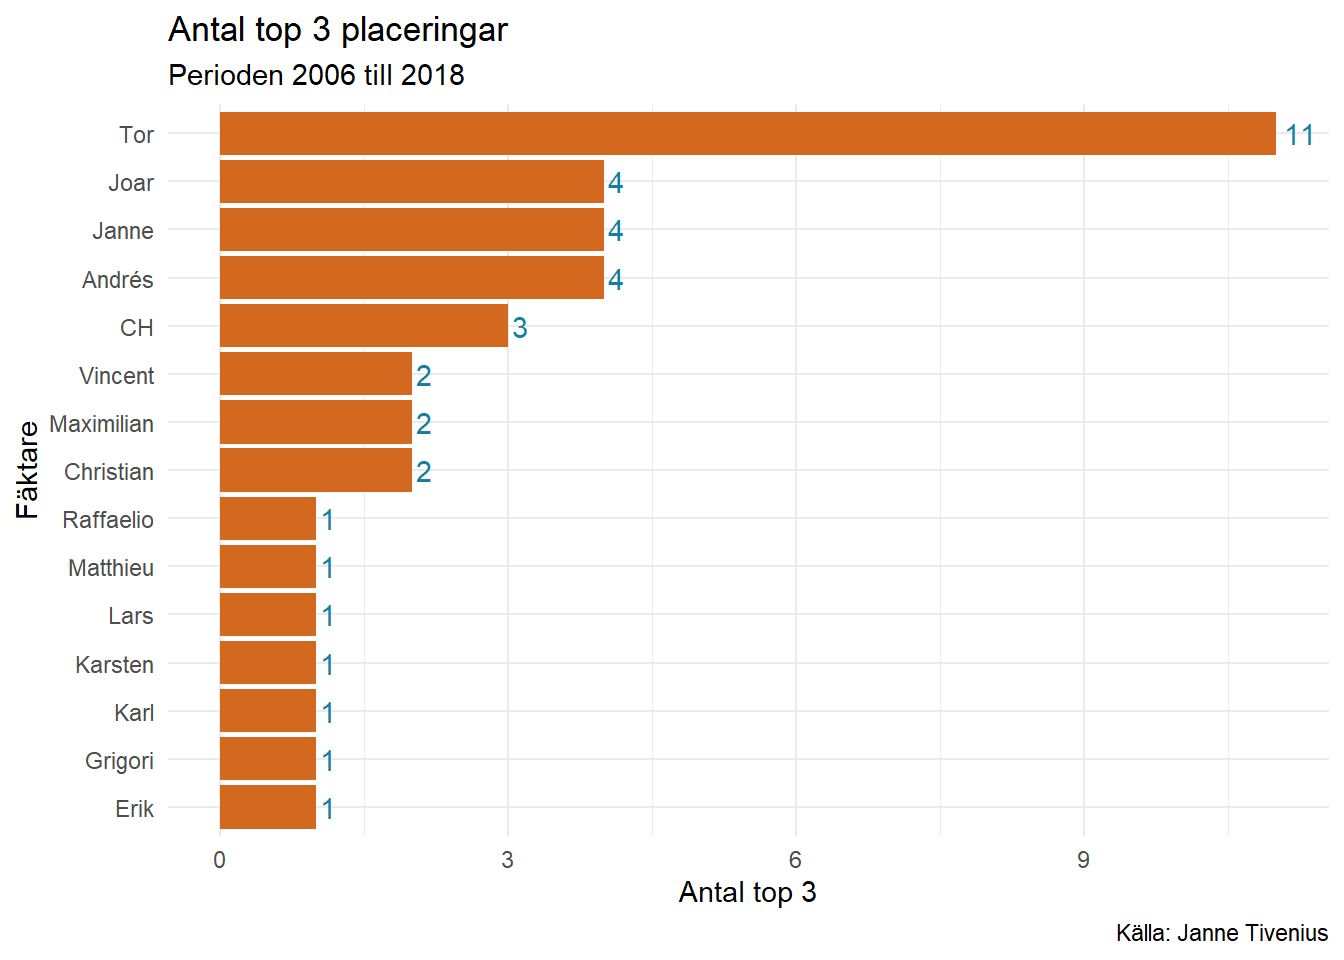 Antal top 3 placeringar
Perioden 2006 till 2018
Fäktare
Tor 11
Joar 4
Janne 4
Andrés 4
CH 3
Vincent 2
Maximilian 2
Christian 2
Raffaelio 1
Matthieu 1
Lars 1
Karsten 1
Karl 1
Grigori 1
Erik 1
0 3 6 9
Antal top 3
Källa: Janne Tivenius